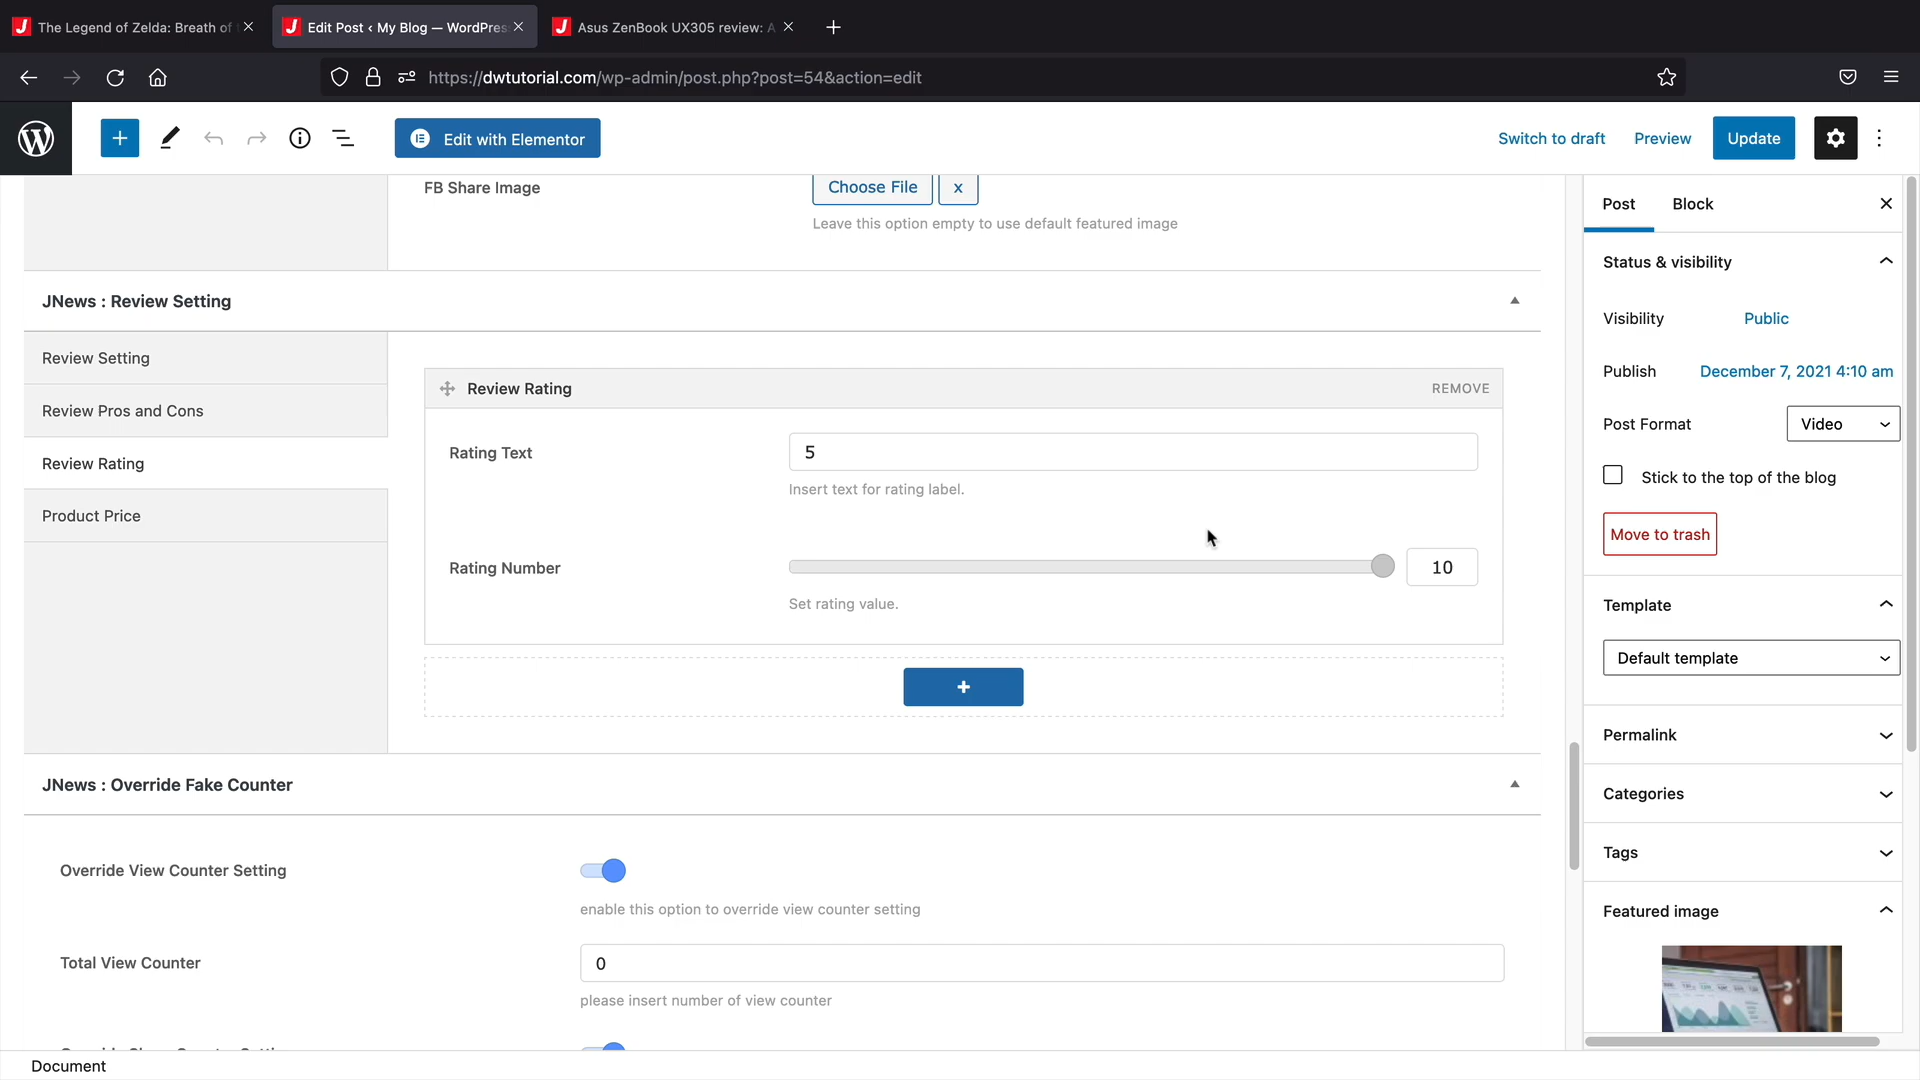 The Legend of Zelda: Breath of
Edit Post ‹ My Blog — WordPres
Asus ZenBook UX305 review: A
https://dwtutorial.com/wp-admin/post.php?post=54&action=edit
Edit with Elementor
Switch to draft
Preview
Update
FB Share Image
Choose File
x
Leave this option empty to use default featured image
JNews : Review Setting
Review Setting
Review Pros and Cons
Review Rating
Product Price
Review Rating
REMOVE
Rating Text
5
Insert text for rating label.
Rating Number
10
Set rating value.
+
JNews : Override Fake Counter
Override View Counter Setting
enable this option to override view counter setting
Total View Counter
0
please insert number of view counter
Post
Block
Status & visibility
Visibility
Public
Publish
December 7, 2021 4:10 am
Post Format
Video
Stick to the top of the blog
Move to trash
Template
Default template
Permalink
Categories
Tags
Featured image
Document